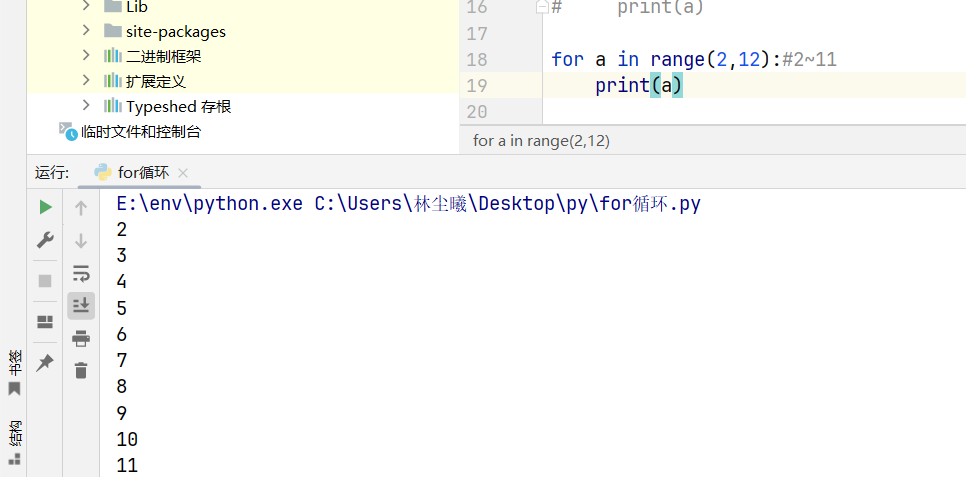 Lib
site-packages
二进制框架
扩展定义
Typeshed 存根
临时文件和控制台
16 #     print(a)
17
18 for a in range(2,12):#2~11
19     print(a)
20
for a in range(2,12)
运行: for循环
E:\env\python.exe C:\Users\林尘曦\Desktop\py\for循环.py
2
3
4
5
6
7
8
9
10
11
书签
结构